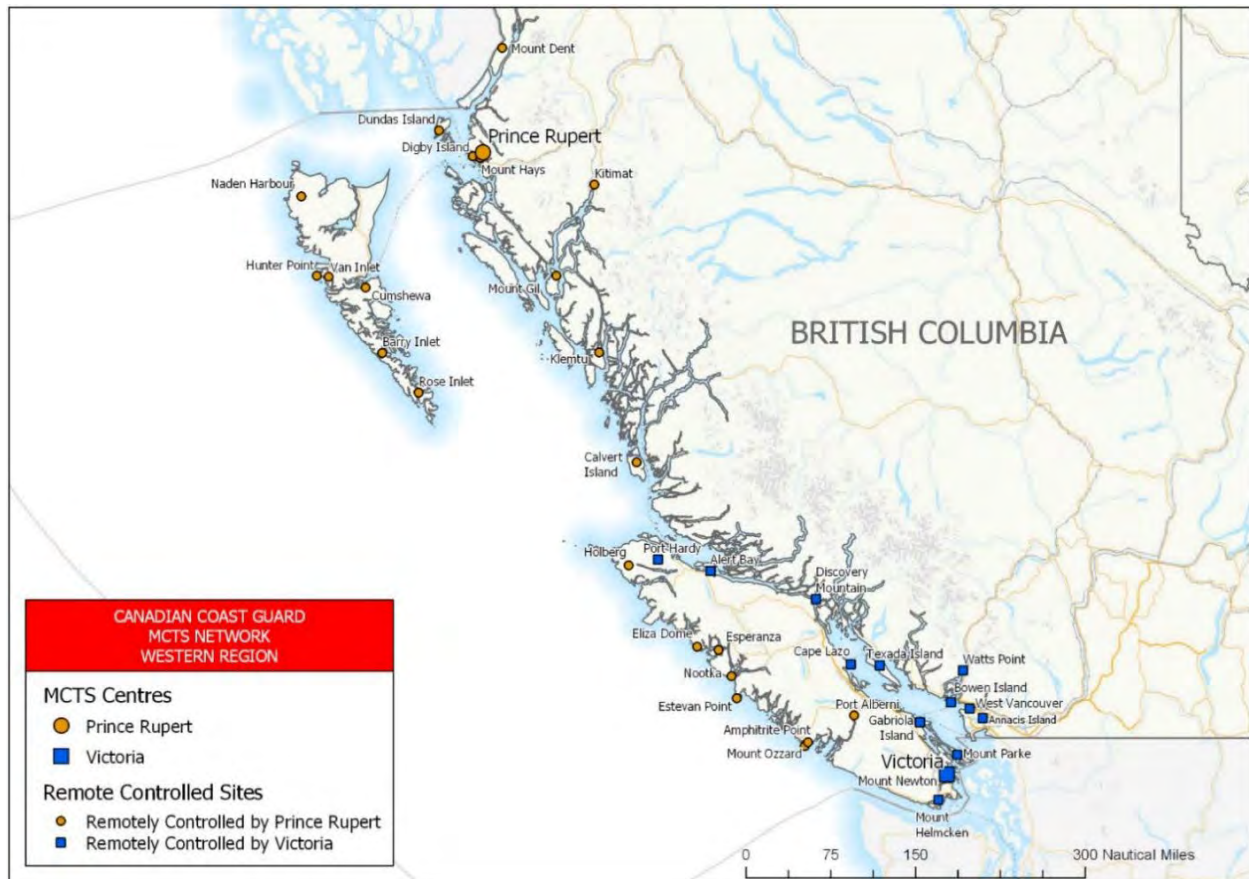 Mount Dent
Dundas Island
Prince Rupert
Digby Island
Mount Hays
Kitimat
Naden Harbour
Hunter Point
Van Inlet
Mount Gil
Cumshewa
BRITISH COLUMBIA
Barry Inlet
Klemtu
Rose Inlet
Calvert
Island
Holberg
Port Hardy
Alert Bay
Discovery
Mountain
Eliza Dome
Esperanza
Cape Lazo
Texada Island
Watts Point
Nootka
Bowen Island
West Vancouver
Estevan Point
Port Alberni
Annacis Island
Gabriola
Island
Amphitrite Point
Mount Ozzard
Victoria
Mount Parke
Mount Newton
Mount
Helmcken
CANADIAN COAST GUARD
MCTS NETWORK
WESTERN REGION
MCTS Centres
Prince Rupert
Victoria
Remote Controlled Sites
Remotely Controlled by Prince Rupert
Remotely Controlled by Victoria
0 75 150 300 Nautical Miles